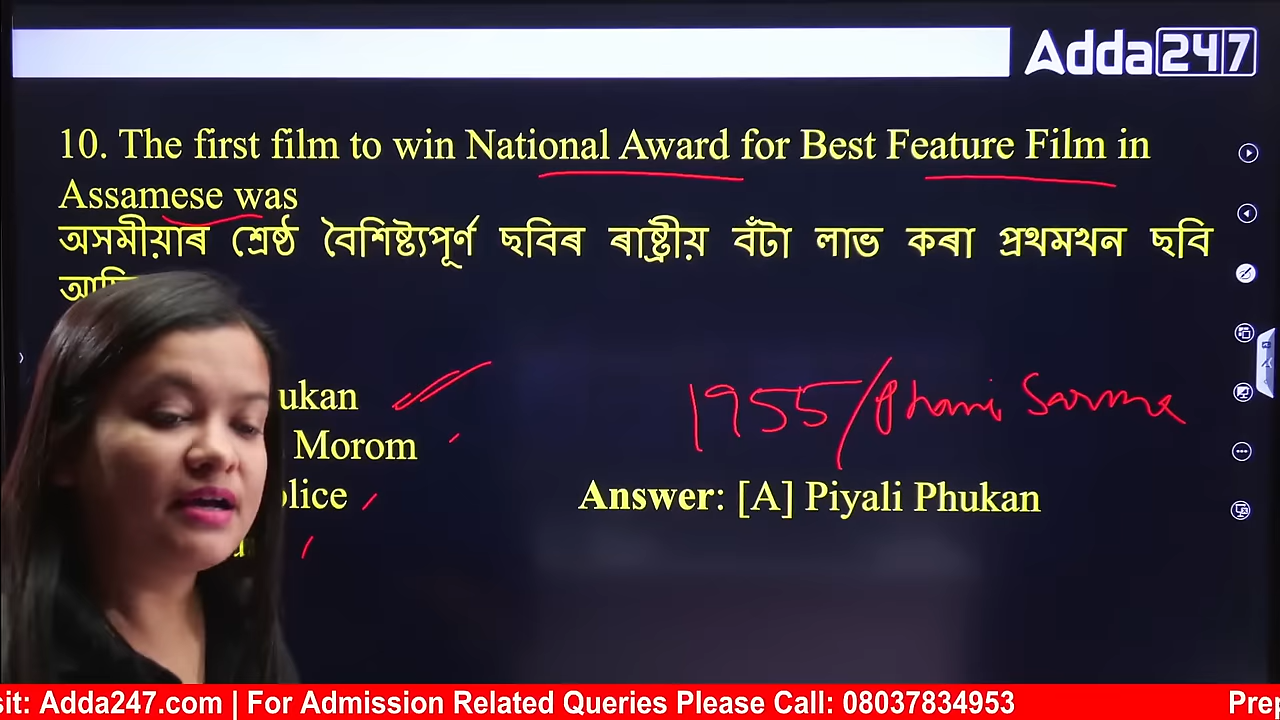 Adda247
10. The first film to win National Award for Best Feature Film in
Assamese was
অসমীয়াৰ শ্ৰেষ্ঠ বৈশিষ্ট্যপূৰ্ণ ছবিৰ ৰাষ্ট্ৰীয় বঁটা লাভ কৰা প্ৰথমখন ছবি
ukan
1955/Phani Sarma
Morom
olice
Answer: [A] Piyali Phukan
sit: Adda247.com | For Admission Related Queries Please Call: 08037834953 Prep